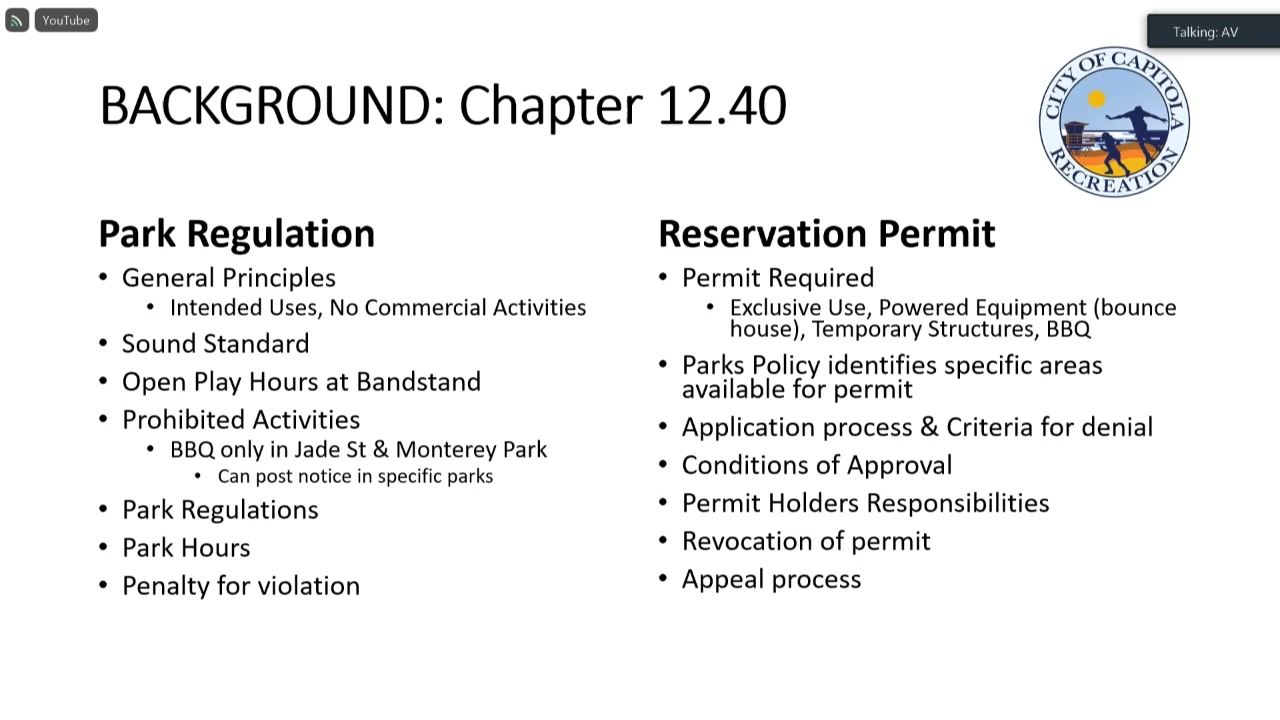 YouTube
Talking: AV
CITY OF CAPITOLA
RECREATION
BACKGROUND: Chapter 12.40
Park Regulation
• General Principles
• Intended Uses, No Commercial Activities
• Sound Standard
• Open Play Hours at Bandstand
• Prohibited Activities
• BBQ only in Jade St & Monterey Park
• Can post notice in specific parks
• Park Regulations
• Park Hours
• Penalty for violation
Reservation Permit
• Permit Required
• Exclusive Use, Powered Equipment (bounce
house), Temporary Structures, BBQ
• Parks Policy identifies specific areas
available for permit
• Application process & Criteria for denial
• Conditions of Approval
• Permit Holders Responsibilities
• Revocation of permit
• Appeal process